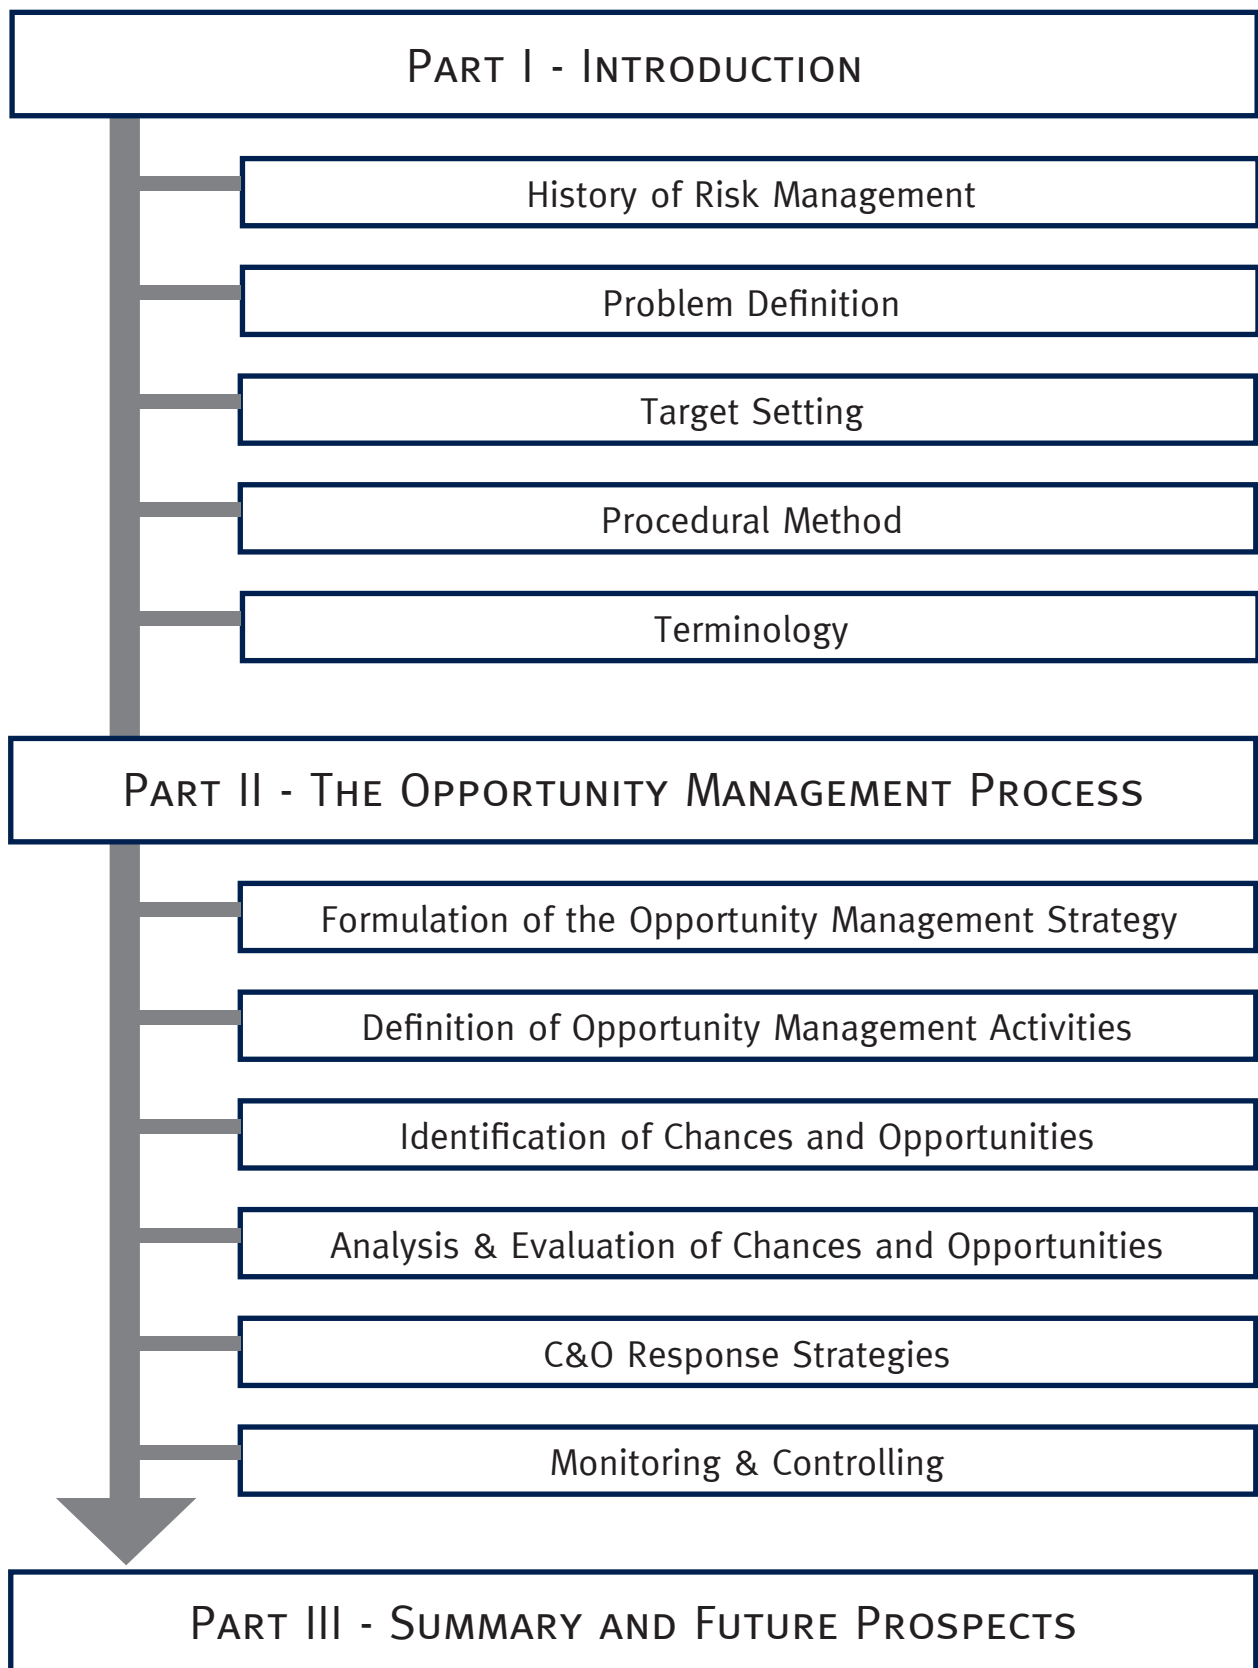 Part I - Introduction
History of Risk Management
Problem Definition
Target Setting
Procedural Method
Terminology
Part II - The Opportunity Management Process
Formulation of the Opportunity Management Strategy
Definition of Opportunity Management Activities
Identification of Chances and Opportunities
Analysis & Evaluation of Chances and Opportunities
C&O Response Strategies
Monitoring & Controlling
Part III - Summary and Future Prospects